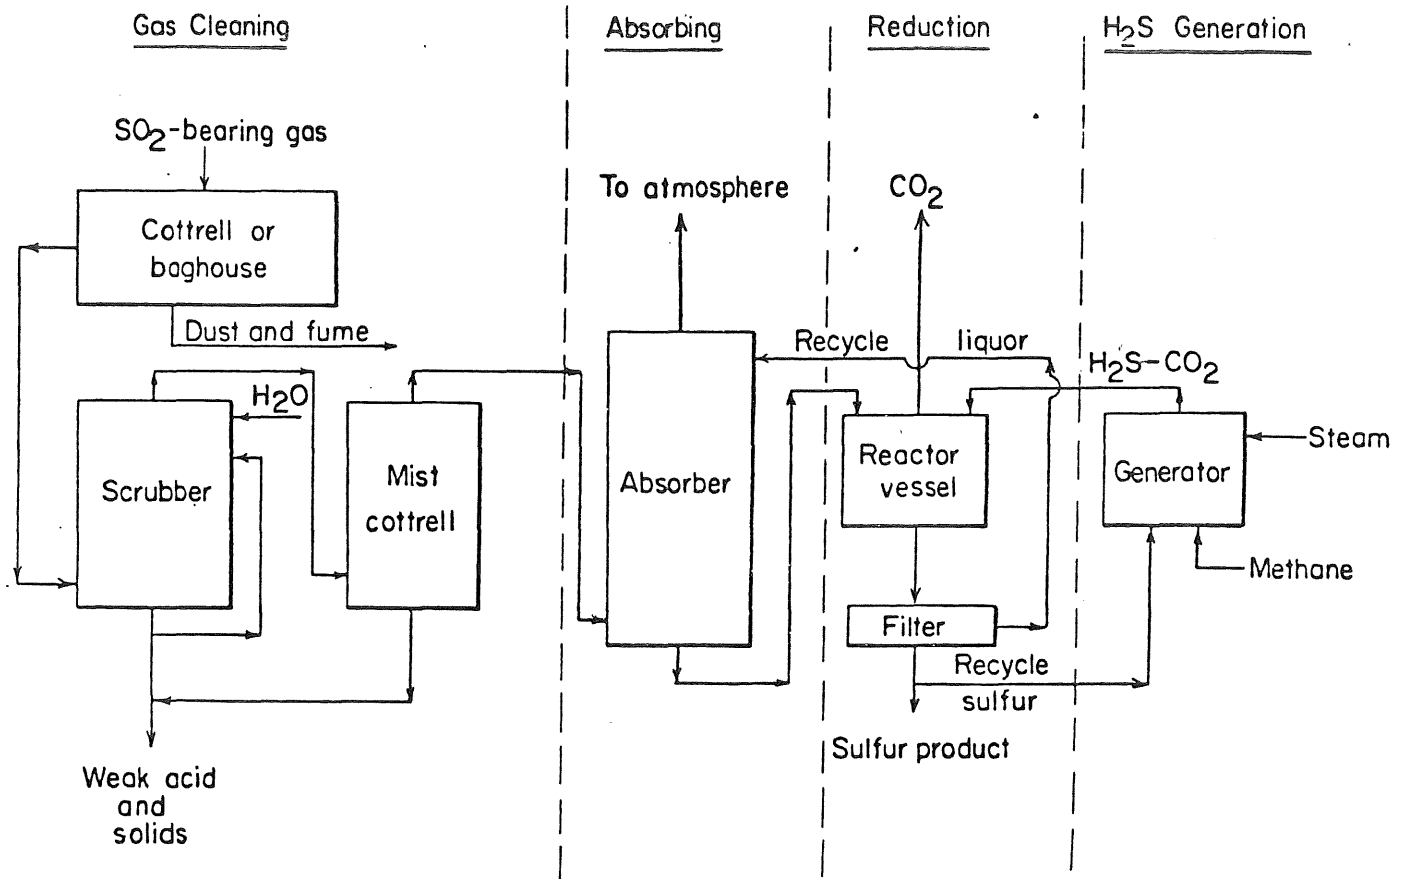 Gas Cleaning
Absorbing
Reduction
H2S Generation
SO2-bearing gas
To atmosphere
CO2
Cottrell or
baghouse
Dust and fume
Recycle liquor
H2S-CO2
H2O
Steam
Scrubber
Mist
cottrell
Absorber
Reactor
vessel
Generator
Methane
Filter
Recycle
sulfur
Sulfur product
Weak acid
and
solids